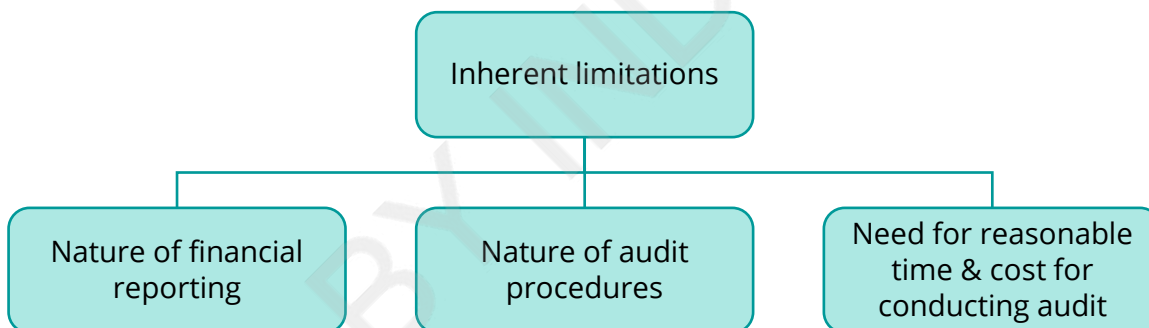 Inherent limitations
Nature of financial
reporting
Nature of audit
procedures
Need for reasonable
time & cost for
conducting audit